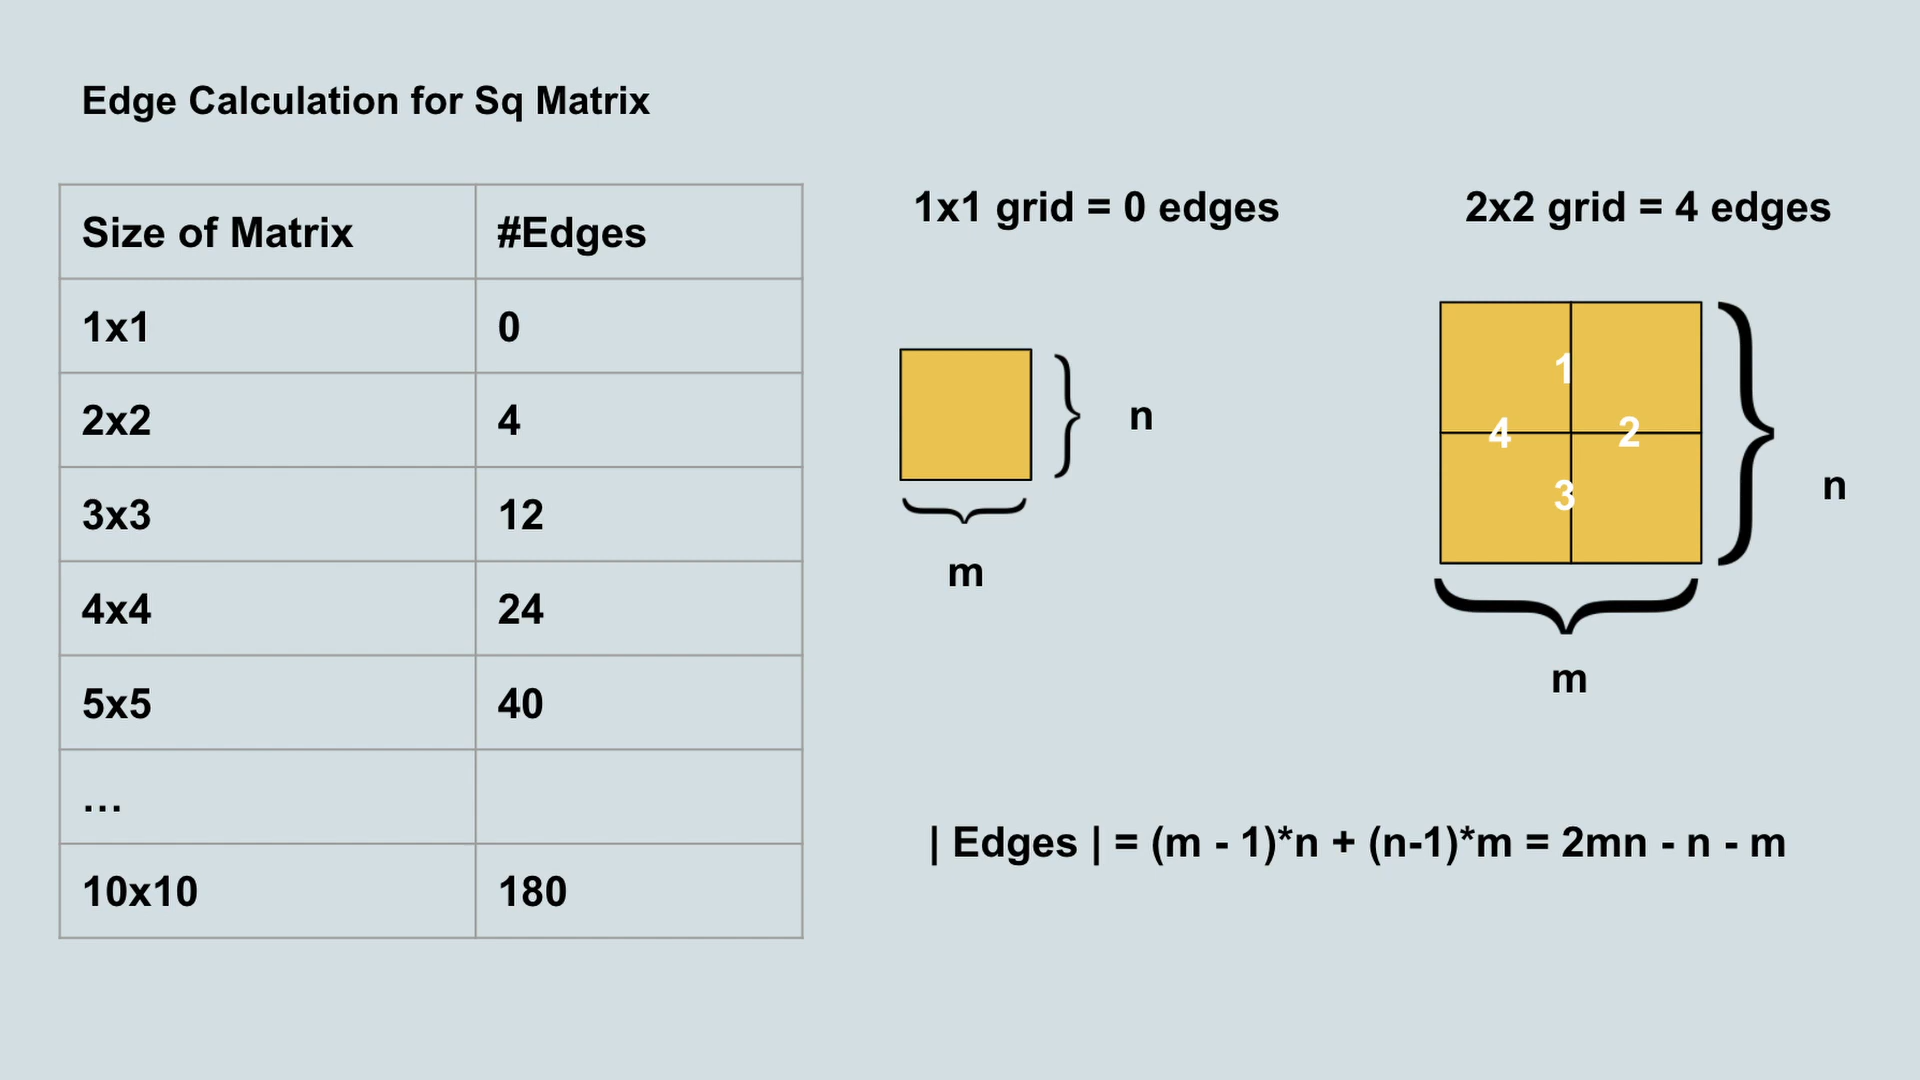 Edge Calculation for Sq Matrix
Size of Matrix #Edges
1x1 0
2x2 4
3x3 12
4x4 24
5x5 40
…
10x10 180
1x1 grid = 0 edges
n
m
2x2 grid = 4 edges
1
4 2
3
n
m
| Edges | = (m - 1)*n + (n-1)*m = 2mn - n - m